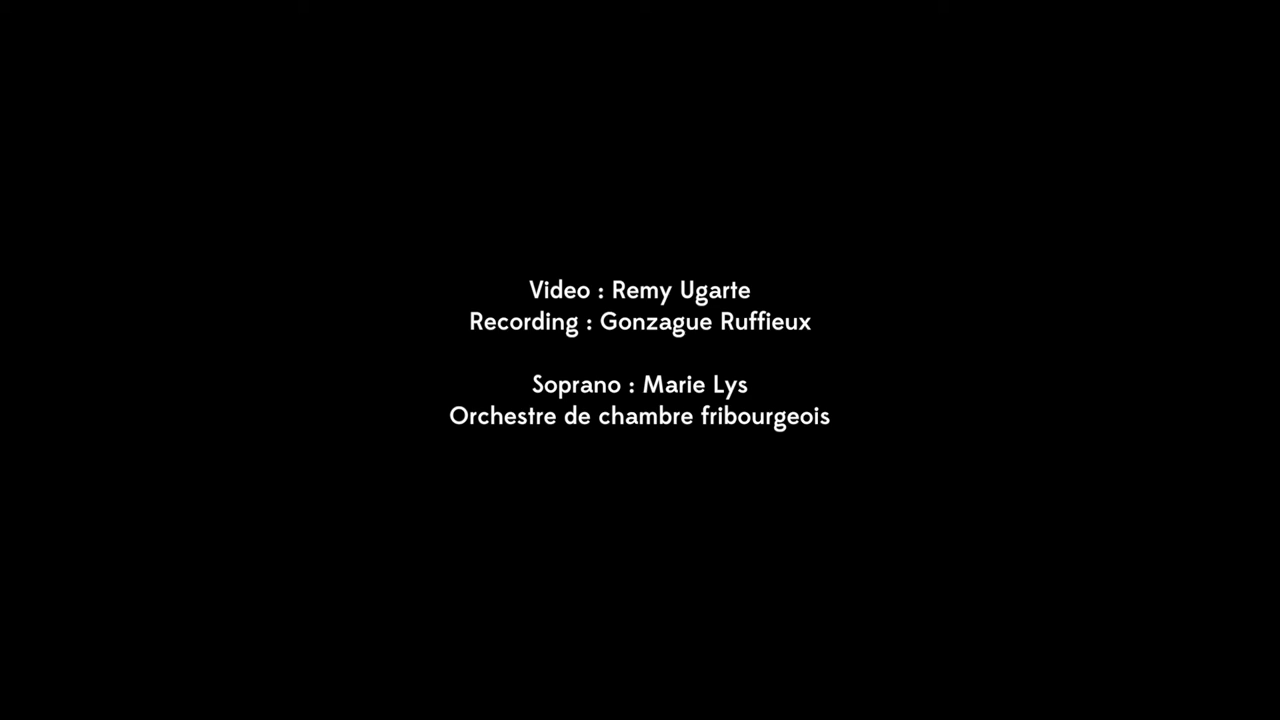 Video : Remy Ugarte
Recording : Gonzague Ruffieux
Soprano : Marie Lys
Orchestre de chambre fribourgeois